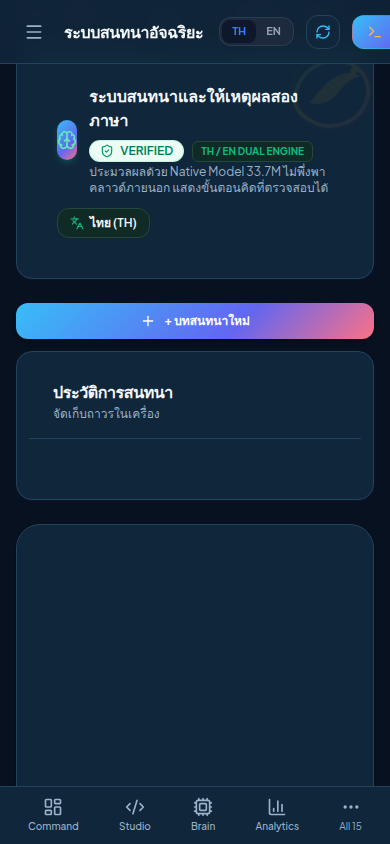 ระบบสนทนาอัจฉริยะ
TH EN
ระบบสนทนาและให้เหตุผลสอง
ภาษา
VERIFIED
TH / EN DUAL ENGINE
ประมวลผลด้วย Native Model 33.7M ไม่พึ่งพา
คลาวด์ภายนอก แสดงขั้นตอนคิดที่ตรวจสอบได้
ไทย (TH)
+ บทสนทนาใหม่
ประวัติการสนทนา
จัดเก็บถาวรในเครื่อง
Command Studio Brain Analytics All 15